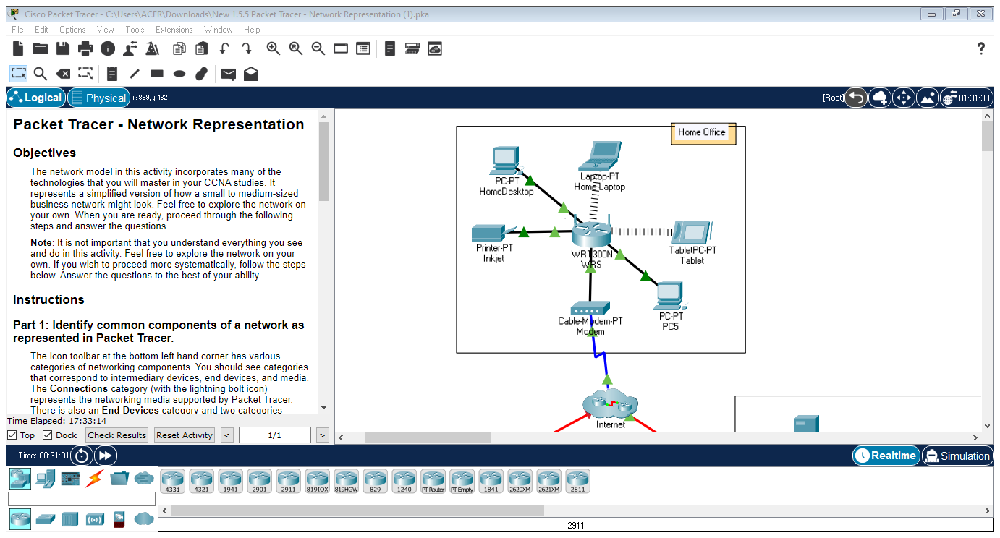 Cisco Packet Tracer - C:\Users\ACER\Downloads\New 1.5.5 Packet Tracer - Network Representation (1).pka
File Edit Options View Tools Extensions Window Help
Logical Physical x: 889, y: 182 [Root] 01:31:30
Packet Tracer - Network Representation
Objectives
The network model in this activity incorporates many of the
technologies that you will master in your CCNA studies. It
represents a simplified version of how a small to medium-sized
business network might look. Feel free to explore the network on
your own. When you are ready, proceed through the following
steps and answer the questions.
Note: It is not important that you understand everything you see
and do in this activity. Feel free to explore the network on your
own. If you wish to proceed more systematically, follow the steps
below. Answer the questions to the best of your ability.
Instructions
Part 1: Identify common components of a network as
represented in Packet Tracer.
The icon toolbar at the bottom left hand corner has various
categories of networking components. You should see categories
that correspond to intermediary devices, end devices, and media.
The Connections category (with the lightning bolt icon)
represents the networking media supported by Packet Tracer.
There is also an End Devices category and two categories
Time Elapsed: 17:33:14
Top Dock Check Results Reset Activity < 1/1 >
Home Office
PC-PT
HomeDesktop
Laptop-PT
Home Laptop
Printer-PT
Inkjet
WRT300N
WRS
TabletPC-PT
Tablet
PC-PT
PC5
Cable-Modem-PT
Modem
Internet
Time: 00:31:01 Realtime Simulation
4331 4321 1941 2901 2911 819IOX 819HGW 829 1240 PT-Router PT-Empty 1841 2620XM 2621XM 2811
2911